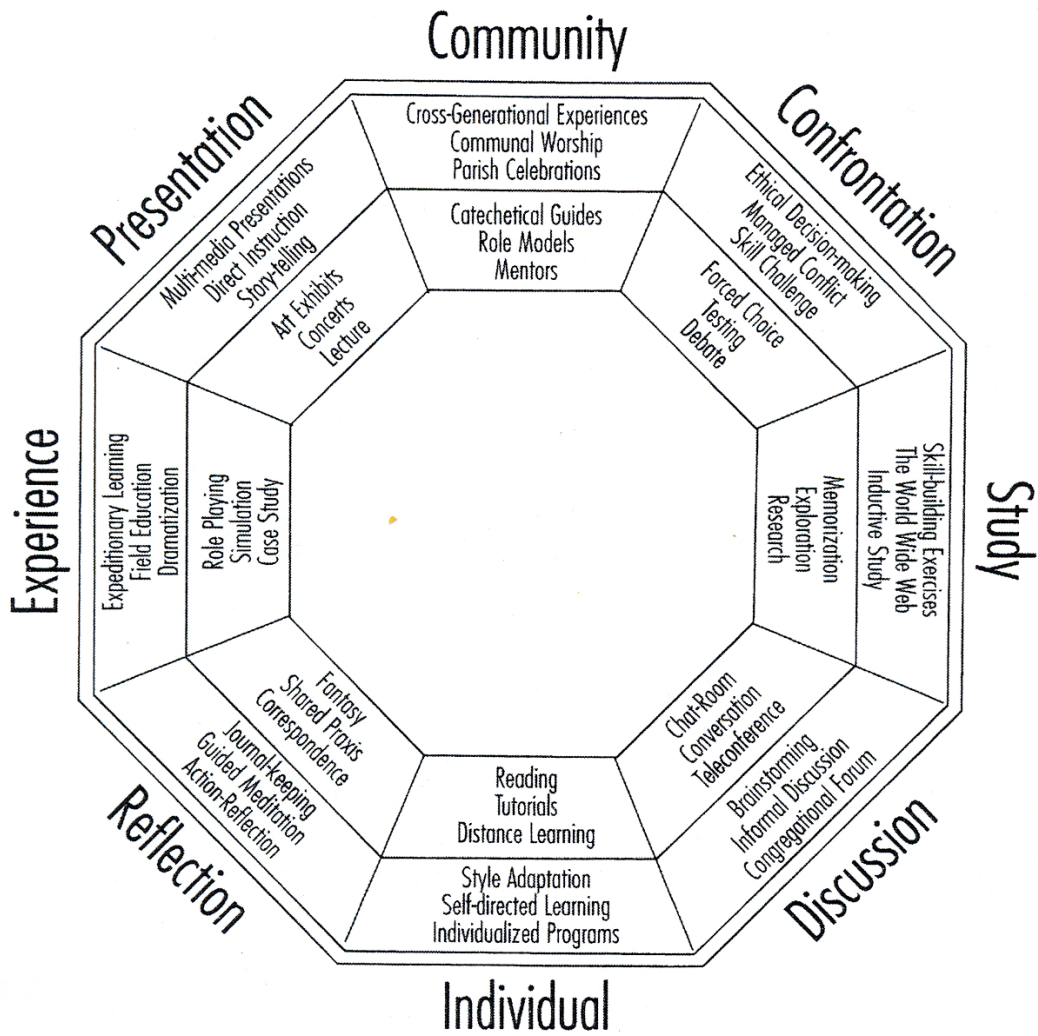 Community
Cross-Generational Experiences
Communal Worship
Parish Celebrations
Catechetical Guides
Role Models
Mentors
Confrontation
Ethical Decision-making
Managed Conflict
Skill Challenge
Forced Choice
Testing
Debate
Study
Skill-building Exercises
The World Wide Web
Inductive Study
Memorization
Exploration
Research
Discussion
Chat-Room
Conversation
Teleconference
Brainstorming
Informal Discussion
Congregational Forum
Individual
Reading
Tutorials
Distance Learning
Style Adaptation
Self-directed Learning
Individualized Programs
Reflection
Fantasy
Shared Praxis
Correspondence
Journal-keeping
Guided Meditation
Action-Reflection
Experience
Expeditionary Learning
Field Education
Dramatization
Role Playing
Simulation
Case Study
Presentation
Multi-media Presentations
Direct Instruction
Story-telling
Art Exhibits
Concerts
Lecture